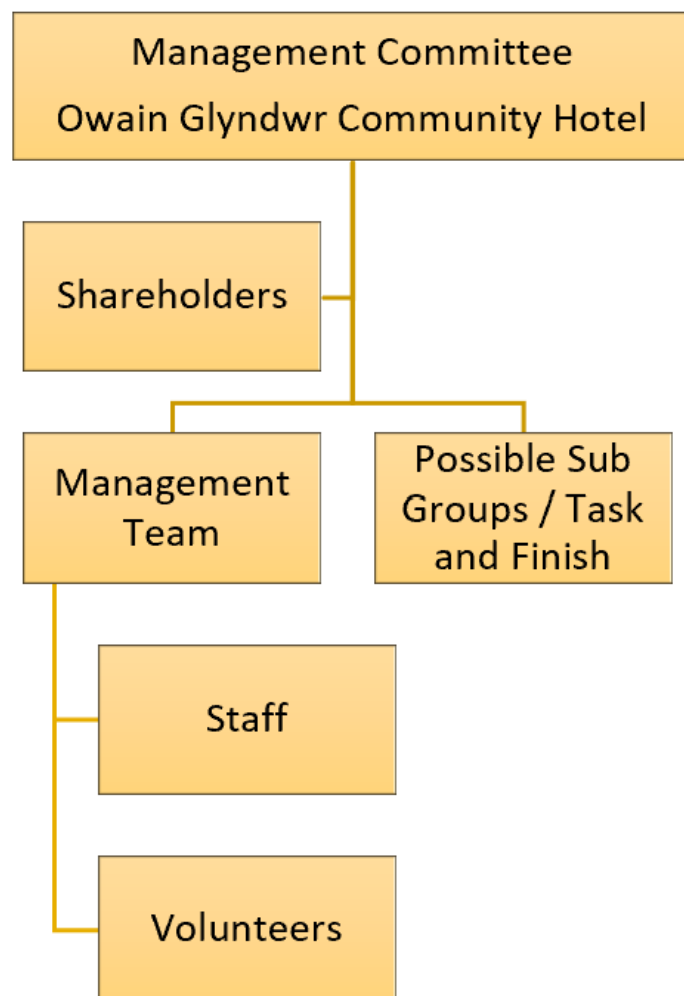 Management Committee
Owain Glyndwr Community Hotel
Shareholders
Management
Team
Possible Sub
Groups / Task
and Finish
Staff
Volunteers